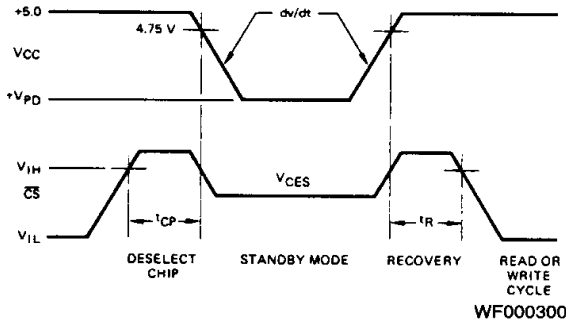 +5.0
4.75 V
dv/dt
VCC
+VPD
VIH
CS
VCES
tCP
tR
VIL
DESELECT CHIP
STANDBY MODE
RECOVERY
READ OR WRITE CYCLE
WF000300